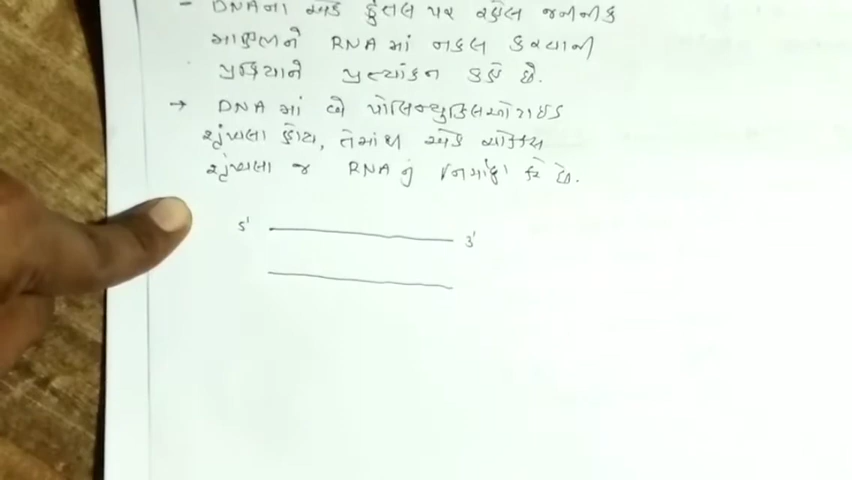 - DNAના એક કુંતલ પર રહેલ જનીનીક
માહિતીને RNA માં નકલ કરવાની
પ્રક્રિયાને પ્રત્યાંકન કહે છે.
→ DNA માં બે પોલિન્યુક્લિઓટાઇડ
શૃંખલા હોય, તેમાંથી એક ચોક્કસ
શૃંખલા જ RNA નું નિર્માણ કરે છે.
5' 3'